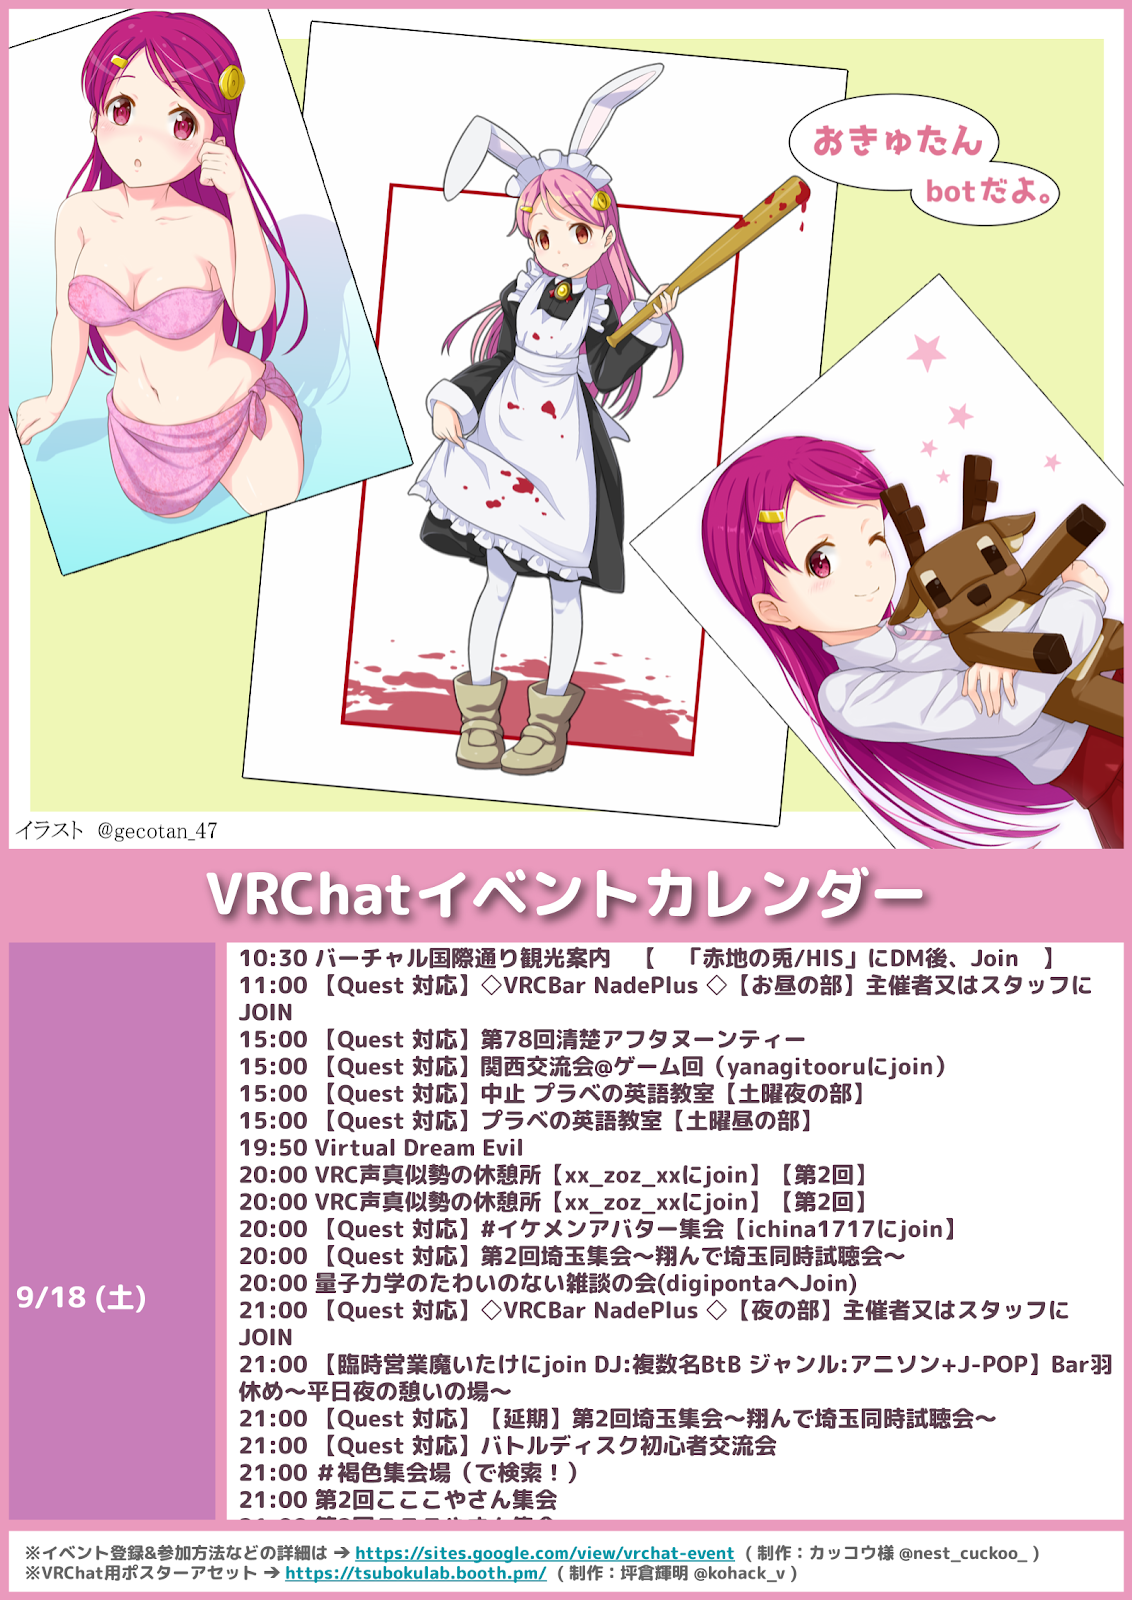 おきゅたん
botだよ。
イラスト @gecotan_47
VRChatイベントカレンダー
9/18 (土)
10:30 バーチャル国際通り観光案内 【 「赤地の兎/HIS」にDM後、Join 】
11:00 【Quest 対応】◇VRCBar NadePlus ◇【お昼の部】主催者又はスタッフに
JOIN
15:00 【Quest 対応】第78回清楚アフタヌーンティー
15:00 【Quest 対応】関西交流会@ゲーム回（yanagitooruにjoin）
15:00 【Quest 対応】中止 プラベの英語教室【土曜夜の部】
15:00 【Quest 対応】プラベの英語教室【土曜昼の部】
19:50 Virtual Dream Evil
20:00 VRC声真似勢の休憩所【xx_zoz_xxにjoin】【第2回】
20:00 VRC声真似勢の休憩所【xx_zoz_xxにjoin】【第2回】
20:00 【Quest 対応】#イケメンアバター集会【ichina1717にjoin】
20:00 【Quest 対応】第2回埼玉集会～翔んで埼玉同時試聴会～
20:00 量子力学のたわいのない雑談の会(digipontaへJoin)
21:00 【Quest 対応】◇VRCBar NadePlus ◇【夜の部】主催者又はスタッフに
JOIN
21:00 【臨時営業魔いたけにjoin DJ:複数名BtB ジャンル:アニソン+J-POP】Bar羽
休め～平日夜の憩いの場～
21:00 【Quest 対応】【延期】第2回埼玉集会～翔んで埼玉同時試聴会～
21:00 【Quest 対応】バトルディスク初心者交流会
21:00 ＃褐色集会場（で検索！）
21:00 第2回こここやさん集会
※イベント登録&参加方法などの詳細は → https://sites.google.com/view/vrchat-event （制作：カッコウ様 @nest_cuckoo_ ）
※VRChat用ポスターアセット → https://tsubokulab.booth.pm/ （制作：坪倉輝明 @kohack_v ）